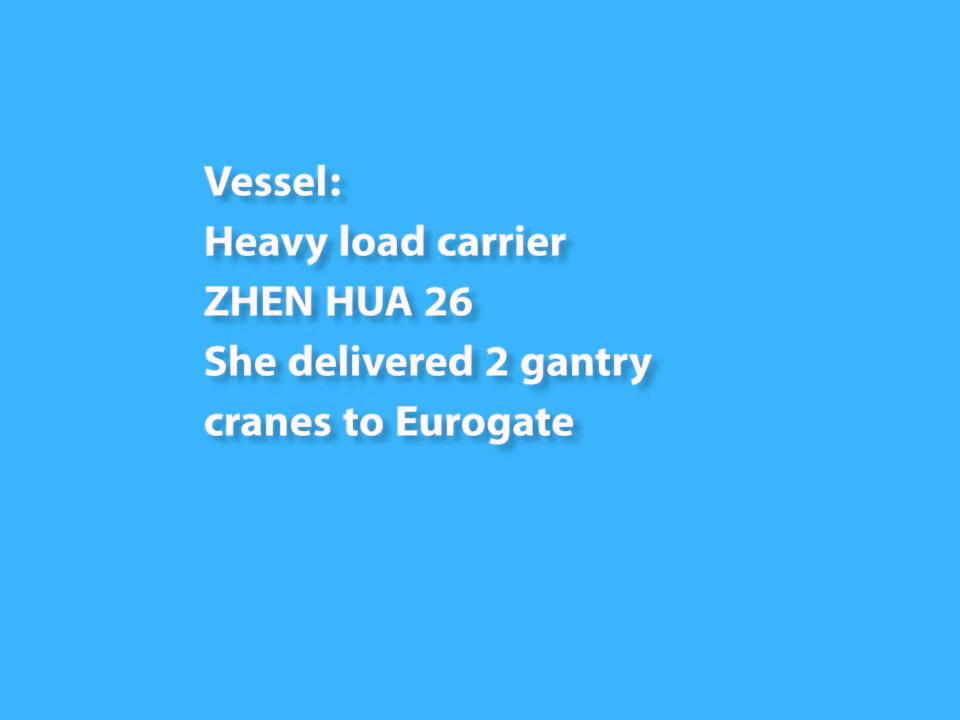 Vessel:
Heavy load carrier
ZHEN HUA 26
She delivered 2 gantry
cranes to Eurogate